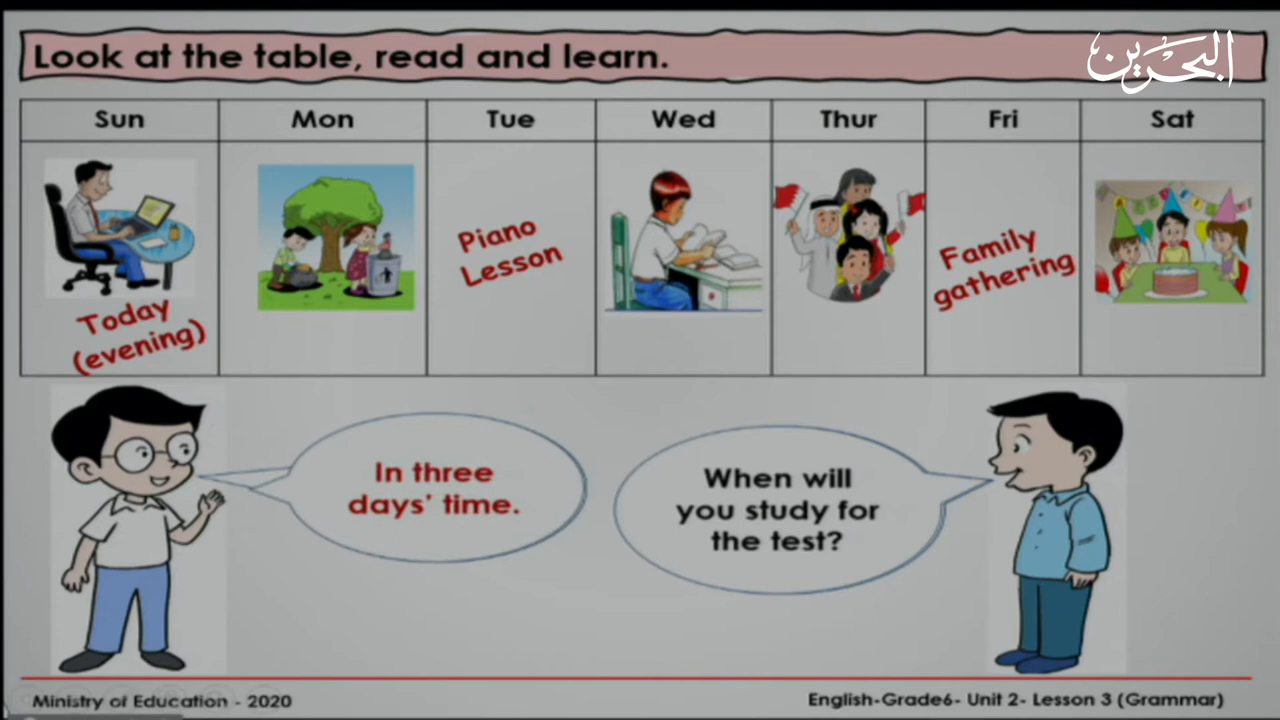 Look at the table, read and learn.
البحرين
Sun Mon Tue Wed Thur Fri Sat
Today
(evening)
Piano
Lesson
Family
gathering
In three
days' time.
When will
you study for
the test?
Ministry of Education - 2020
English-Grade6- Unit 2- Lesson 3 (Grammar)